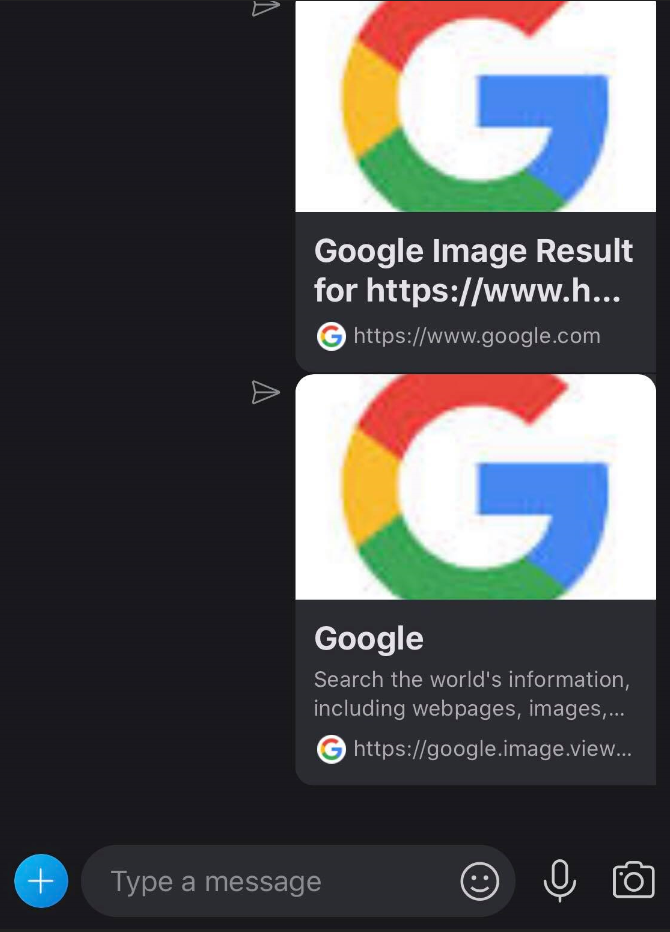 Google Image Result
for https://www.h...
https://www.google.com
Google
Search the world's information,
including webpages, images,...
https://google.image.view...
Type a message